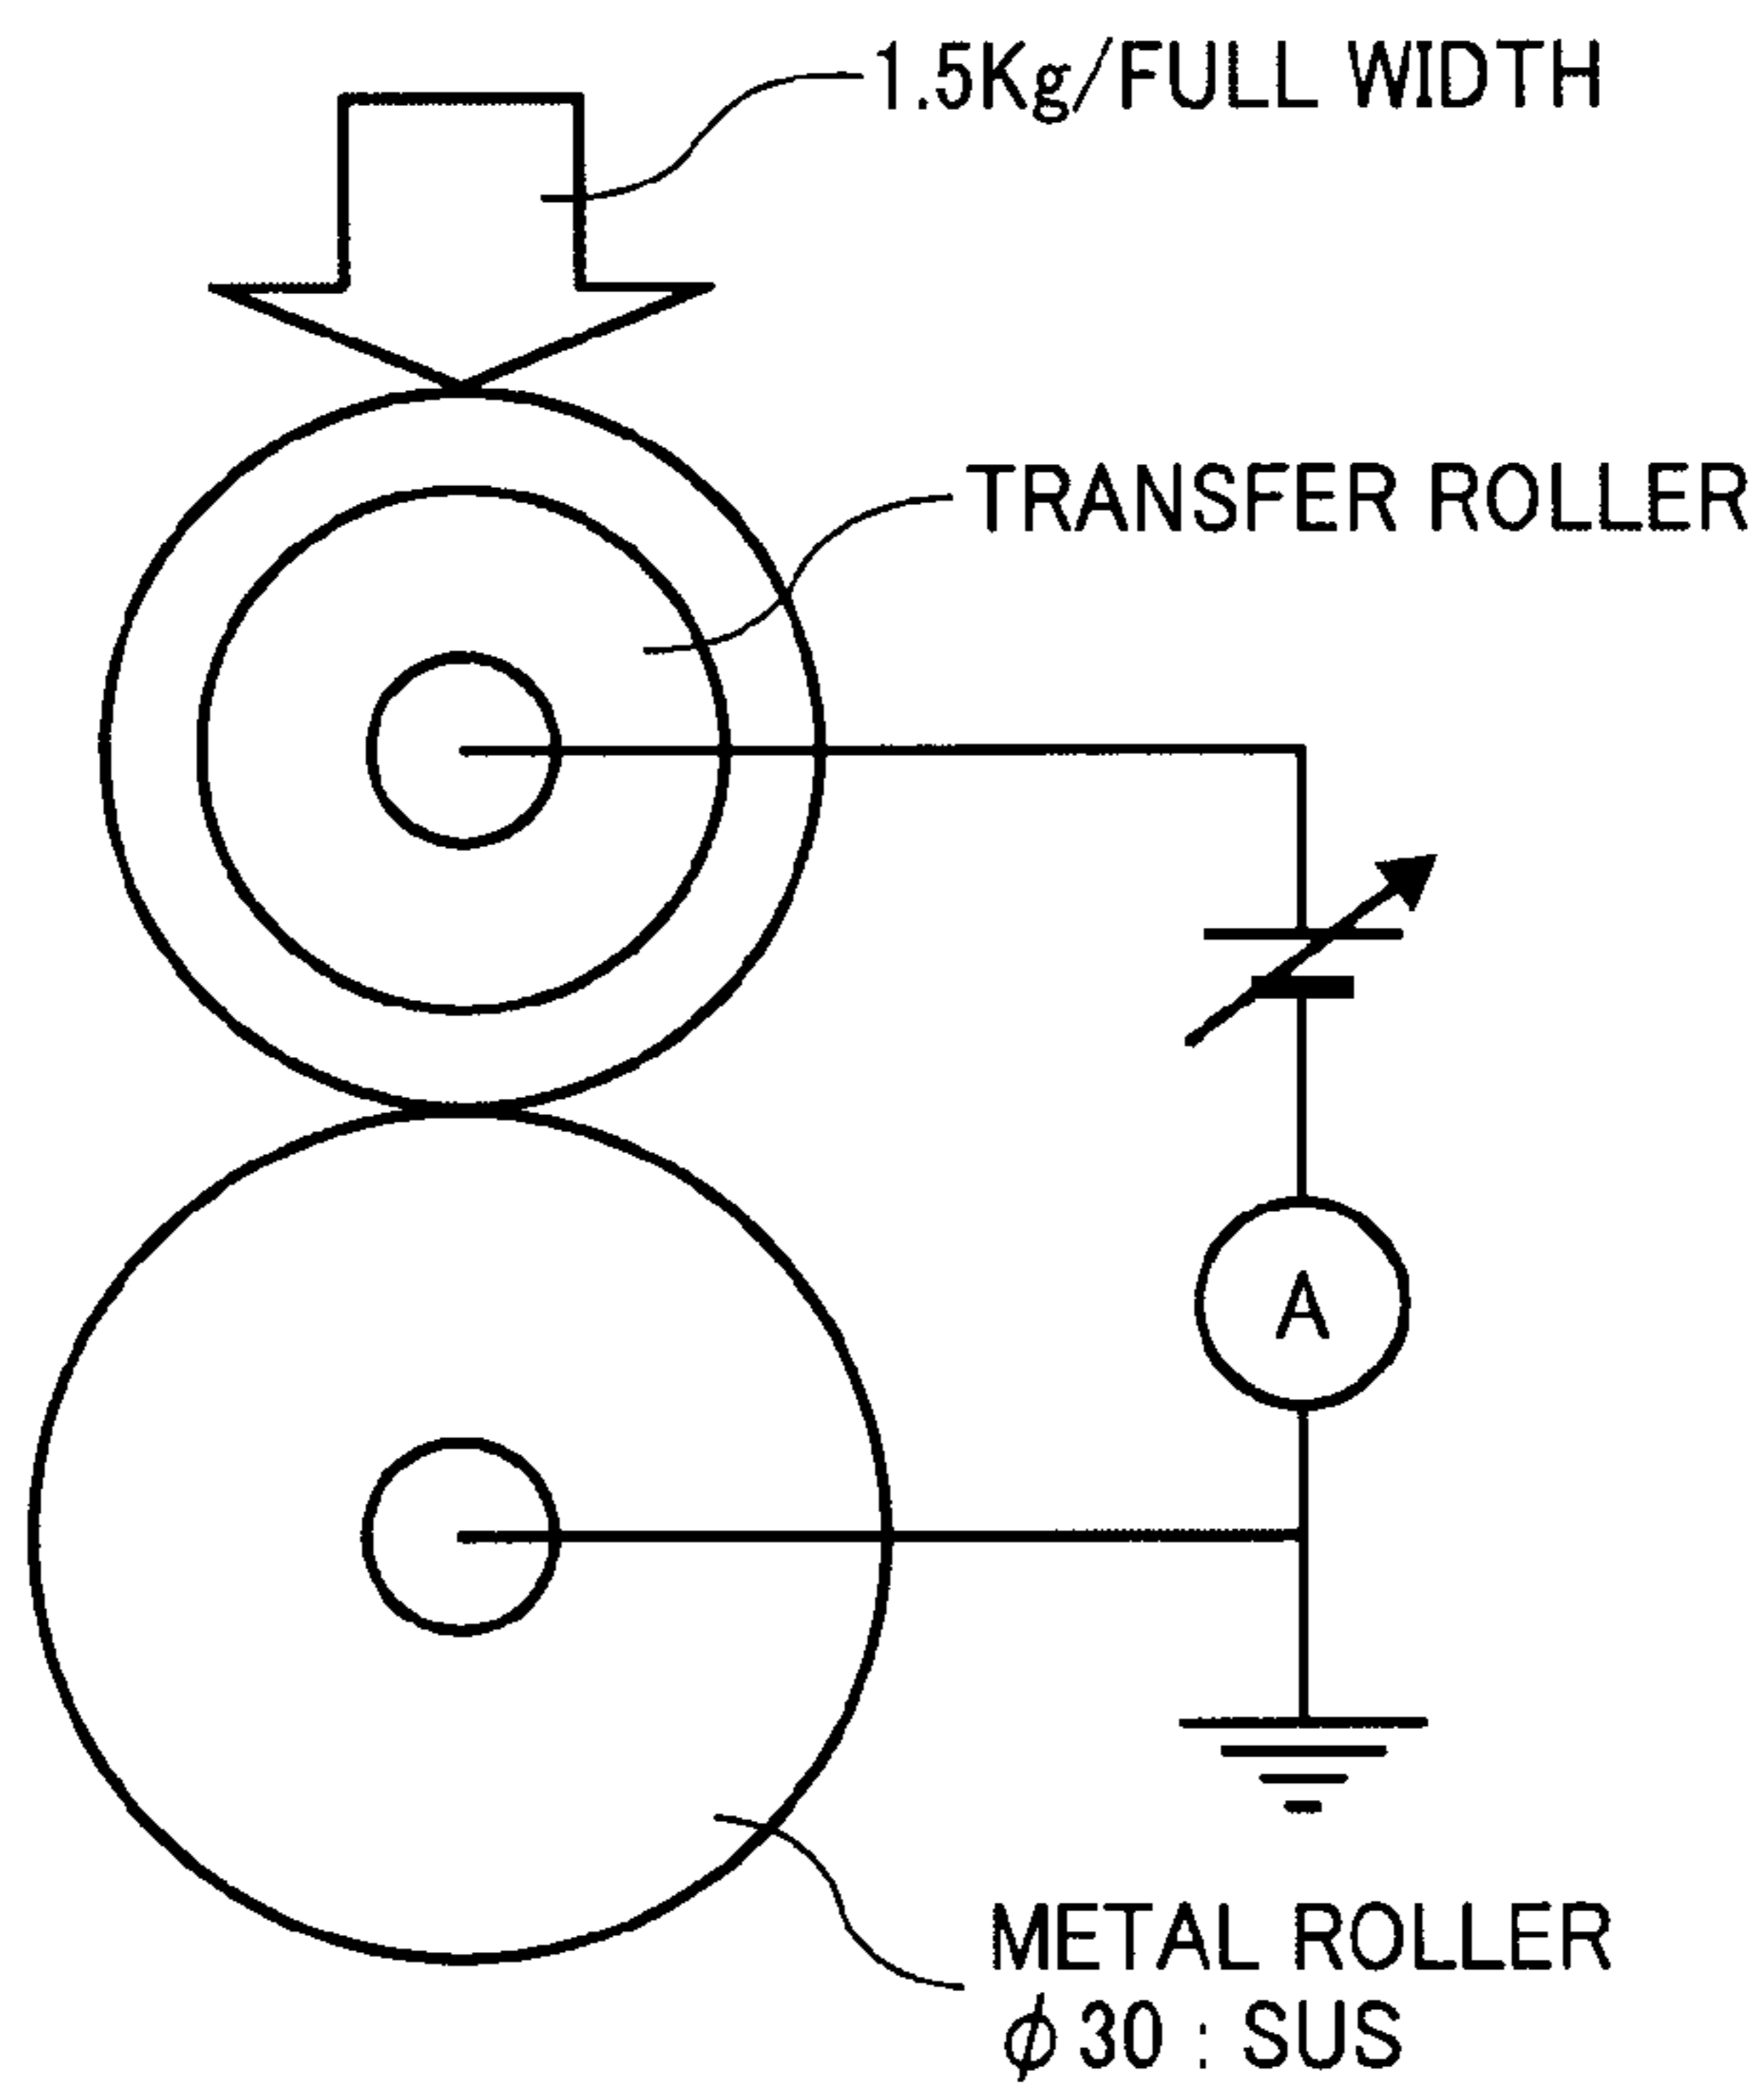 1.5Kg/FULL WIDTH
TRANSFER ROLLER
A
METAL ROLLER
ϕ30 : SUS